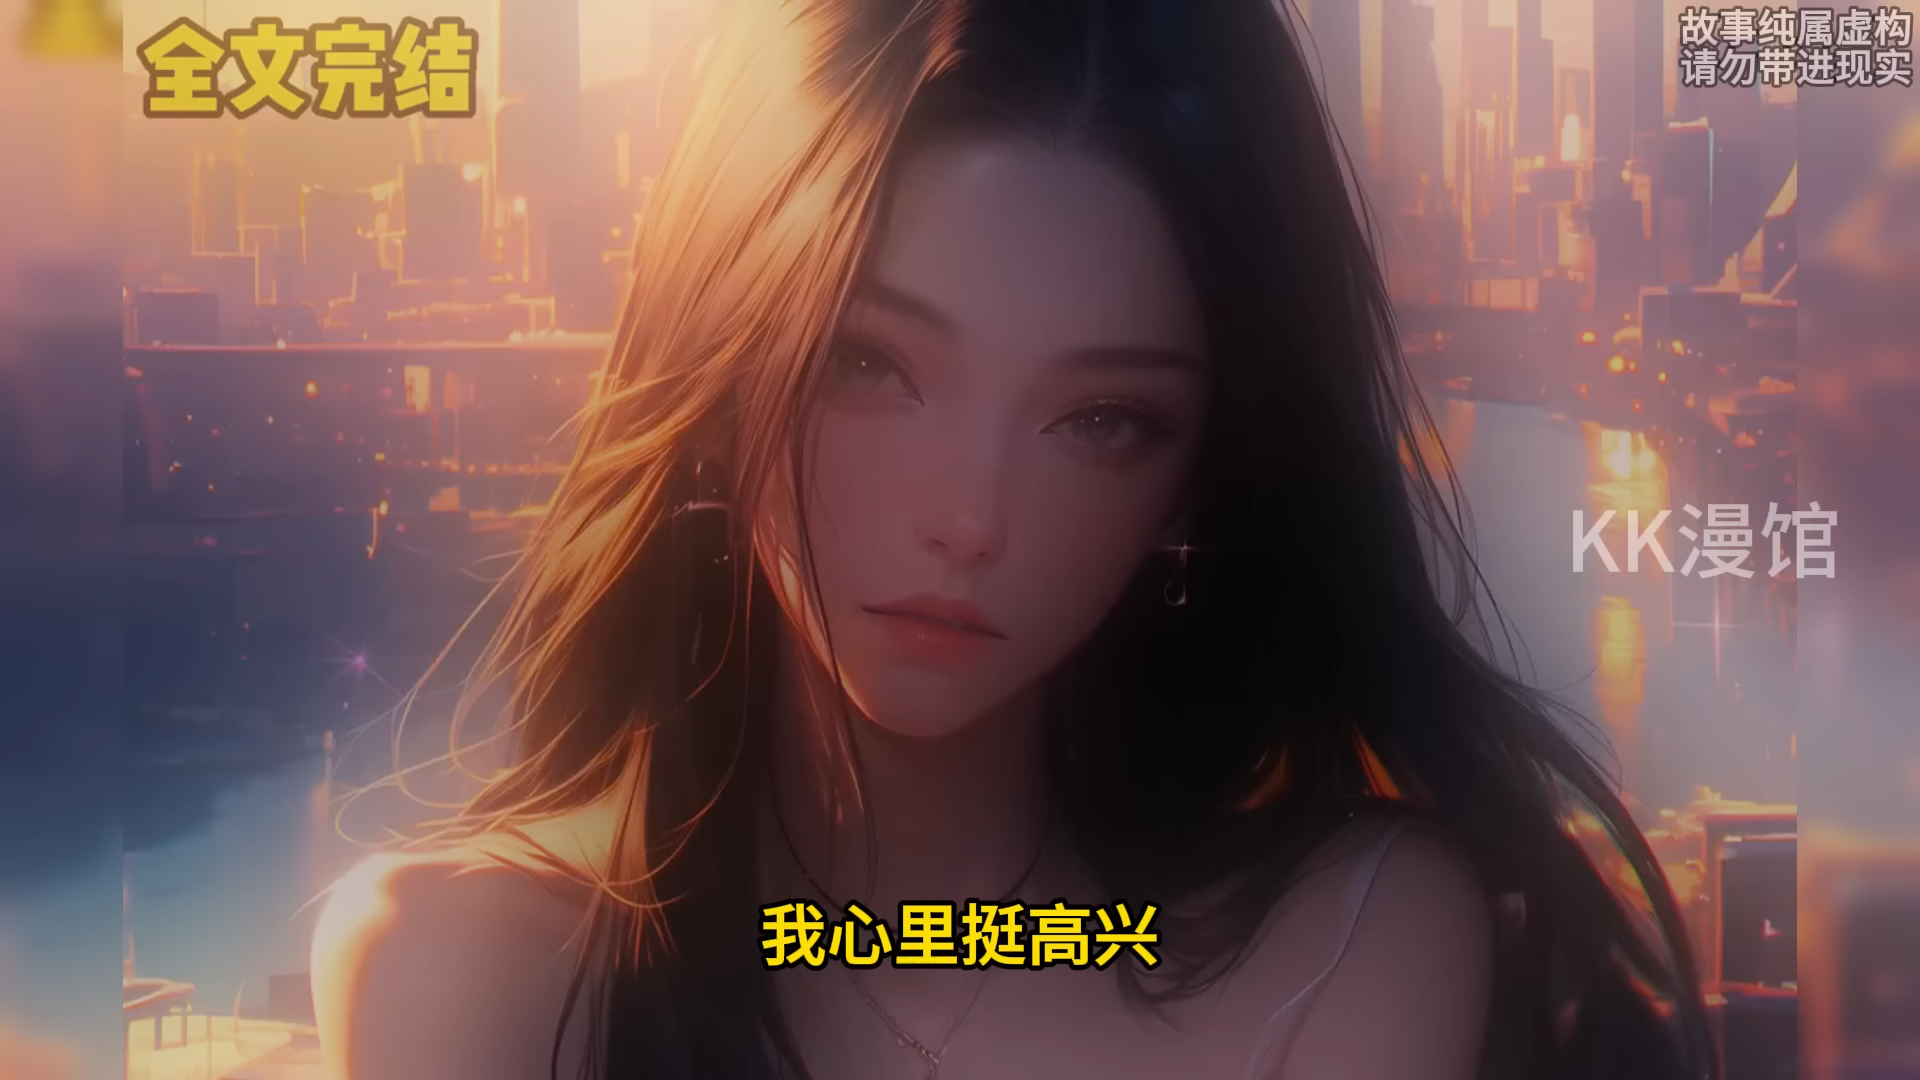 全文完结
故事纯属虚构
请勿带进现实
KK漫馆
我心里挺高兴